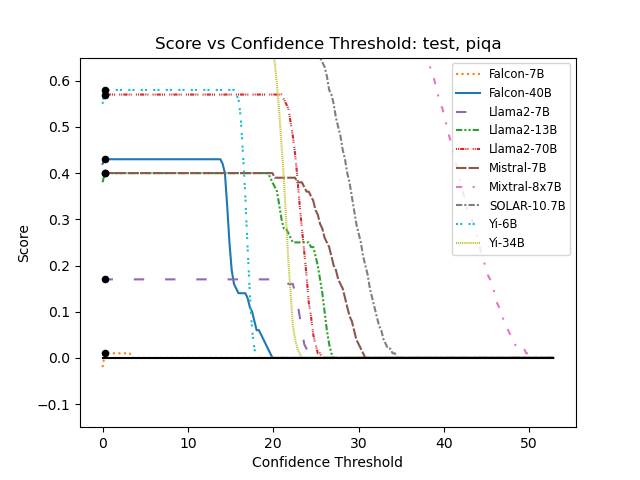 Score vs Confidence Threshold: test, piqa
Score
0.6
0.5
0.4
0.3
0.2
0.1
0.0
−0.1
0 10 20 30 40 50
Confidence Threshold
Falcon-7B
Falcon-40B
Llama2-7B
Llama2-13B
Llama2-70B
Mistral-7B
Mixtral-8x7B
SOLAR-10.7B
Yi-6B
Yi-34B